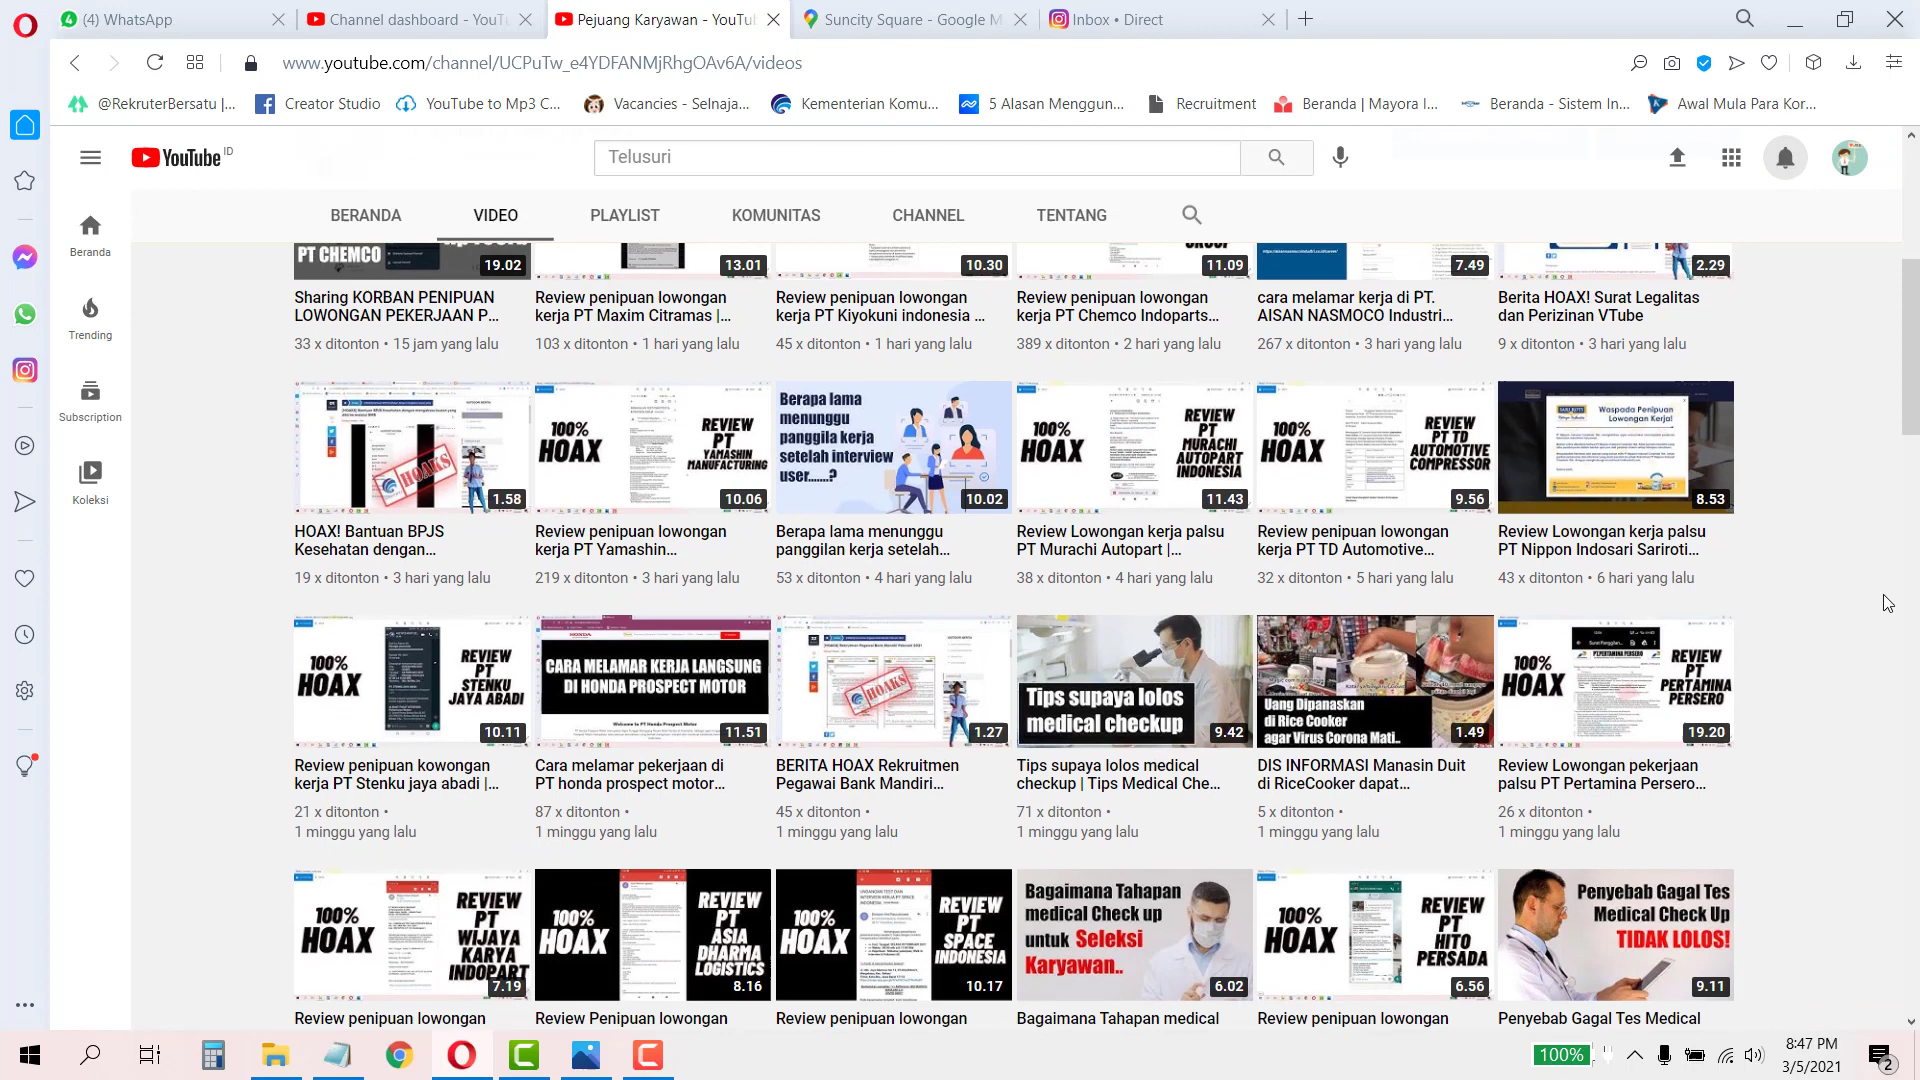 (4) WhatsApp
Channel dashboard - YouTu
Pejuang Karyawan - YouTu
Suncity Square - Google M
Inbox • Direct
www.youtube.com/channel/UCPuTw_e4YDFANMjRhgOAv6A/videos
@RekruterBersatu |...
Creator Studio
YouTube to Mp3 C...
Vacancies - Selnaja...
Kementerian Komu...
5 Alasan Menggun...
Recruitment
Beranda | Mayora I...
Beranda - Sistem In...
Awal Mula Para Kor...
YouTube ID
Telusuri
BERANDA
VIDEO
PLAYLIST
KOMUNITAS
CHANNEL
TENTANG
Beranda
Trending
Subscription
Koleksi
PT CHEMCO
19.02
13.01
10.30
11.09
7.49
2.29
Sharing KORBAN PENIPUAN
LOWONGAN PEKERJAAN P...
33 x ditonton • 15 jam yang lalu
Review penipuan lowongan
kerja PT Maxim Citramas |...
103 x ditonton • 1 hari yang lalu
Review penipuan lowongan
kerja PT Kiyokuni indonesia ...
45 x ditonton • 1 hari yang lalu
Review penipuan lowongan
kerja PT Chemco Indoparts...
389 x ditonton • 2 hari yang lalu
cara melamar kerja di PT.
AISAN NASMOCO Industri...
267 x ditonton • 3 hari yang lalu
Berita HOAX! Surat Legalitas
dan Perizinan VTube
9 x ditonton • 3 hari yang lalu
HOAKS
1.58
100%
HOAX
REVIEW
PT
YAMASHIN
MANUFACTURING
10.06
Berapa lama
menunggu
panggila kerja
setelah interview
user.......?
10.02
100%
HOAX
REVIEW
PT
MURACHI
AUTOPART
INDONESIA
11.43
100%
HOAX
REVIEW
PT TD
AUTOMOTIVE
COMPRESSOR
9.56
Waspada Penipuan
Lowongan Kerja!
8.53
HOAX! Bantuan BPJS
Kesehatan dengan...
19 x ditonton • 3 hari yang lalu
Review penipuan lowongan
kerja PT Yamashin...
219 x ditonton • 3 hari yang lalu
Berapa lama menunggu
panggilan kerja setelah...
53 x ditonton • 4 hari yang lalu
Review Lowongan kerja palsu
PT Murachi Autopart |...
38 x ditonton • 4 hari yang lalu
Review penipuan lowongan
kerja PT TD Automotive...
32 x ditonton • 5 hari yang lalu
Review Lowongan kerja palsu
PT Nippon Indosari Sariroti...
43 x ditonton • 6 hari yang lalu
100%
HOAX
REVIEW
PT
STENKU
JAYA ABADI
10.11
HONDA
CARA MELAMAR KERJA LANGSUNG
DI HONDA PROSPECT MOTOR
Welcome to PT Honda Prospect Motor
11.51
HOAKS
1.27
Tips supaya lolos
medical checkup
9.42
Uang Dipanaskan
di Rice Cooker
agar Virus Corona Mati..
1.49
100%
HOAX
PT.PERTAMINA PERSERO
REVIEW
PT
PERTAMINA
PERSERO
19.20
Review penipuan kowongan
kerja PT Stenku jaya abadi |...
21 x ditonton •
1 minggu yang lalu
Cara melamar pekerjaan di
PT honda prospect motor...
87 x ditonton •
1 minggu yang lalu
BERITA HOAX Rekruitmen
Pegawai Bank Mandiri...
45 x ditonton •
1 minggu yang lalu
Tips supaya lolos medical
checkup | Tips Medical Che...
71 x ditonton •
1 minggu yang lalu
DIS INFORMASI Manasin Duit
di RiceCooker dapat...
5 x ditonton •
1 minggu yang lalu
Review Lowongan pekerjaan
palsu PT Pertamina Persero...
26 x ditonton •
1 minggu yang lalu
100%
HOAX
REVIEW
PT
WIJAYA
KARYA
INDOPART
7.19
100%
HOAX
REVIEW
PT
ASIA
DHARMA
LOGISTICS
8.16
100%
HOAX
REVIEW
PT
SPACE
INDONESIA
10.17
Bagaimana Tahapan
medical Check up
untuk Seleksi
Karyawan..
6.02
100%
HOAX
REVIEW
PT
HITO
PERSADA
6.56
Penyebab Gagal Tes
Medical Check Up
TIDAK LOLOS!
9.11
Review penipuan lowongan
Review Penipuan lowongan
Review penipuan lowongan
Bagaimana Tahapan medical
Review penipuan lowongan
Penyebab Gagal Tes Medical
100%
8:47 PM
3/5/2021
2